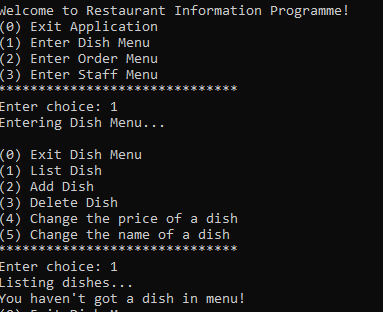 Welcome to Restaurant Information Programme!
(0) Exit Application
(1) Enter Dish Menu
(2) Enter Order Menu
(3) Enter Staff Menu
******************************
Enter choice: 1
Entering Dish Menu...
(0) Exit Dish Menu
(1) List Dish
(2) Add Dish
(3) Delete Dish
(4) Change the price of a dish
(5) Change the name of a dish
******************************
Enter choice: 1
Listing dishes...
You haven't got a dish in menu!
(0) Exit Dish